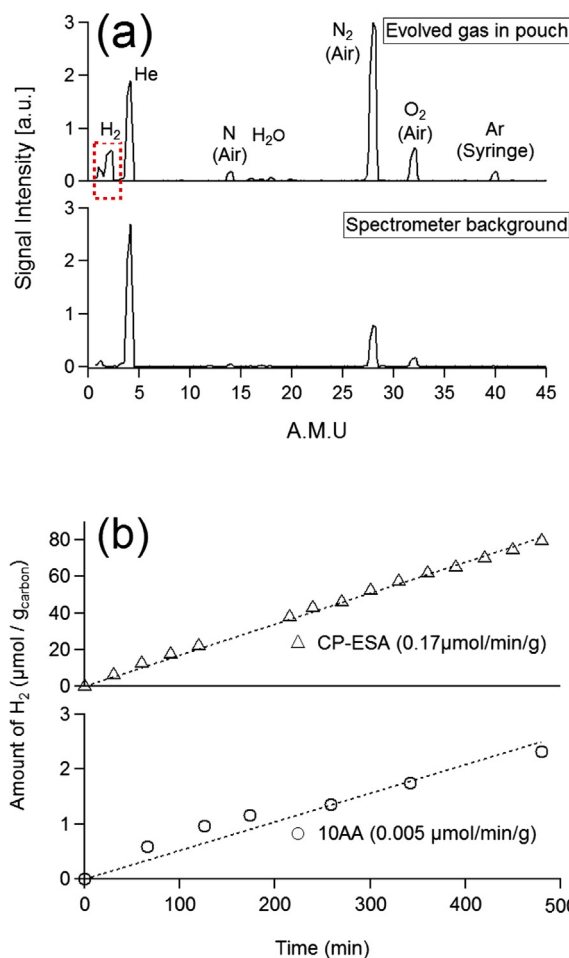 (a)
Evolved gas in pouch
Signal Intensity [a.u.]
3
2
1
0
H₂
He
N
(Air)
H₂O
N₂
(Air)
O₂
(Air)
Ar
(Syringe)
Spectrometer background
3
2
1
0
0 5 10 15 20 25 30 35 40 45
A.M.U
(b)
Amount of H₂ (μmol / g_carbon)
80
60
40
20
0
CP-ESA (0.17μmol/min/g)
3
2
1
0
10AA (0.005 μmol/min/g)
0 100 200 300 400 500
Time (min)